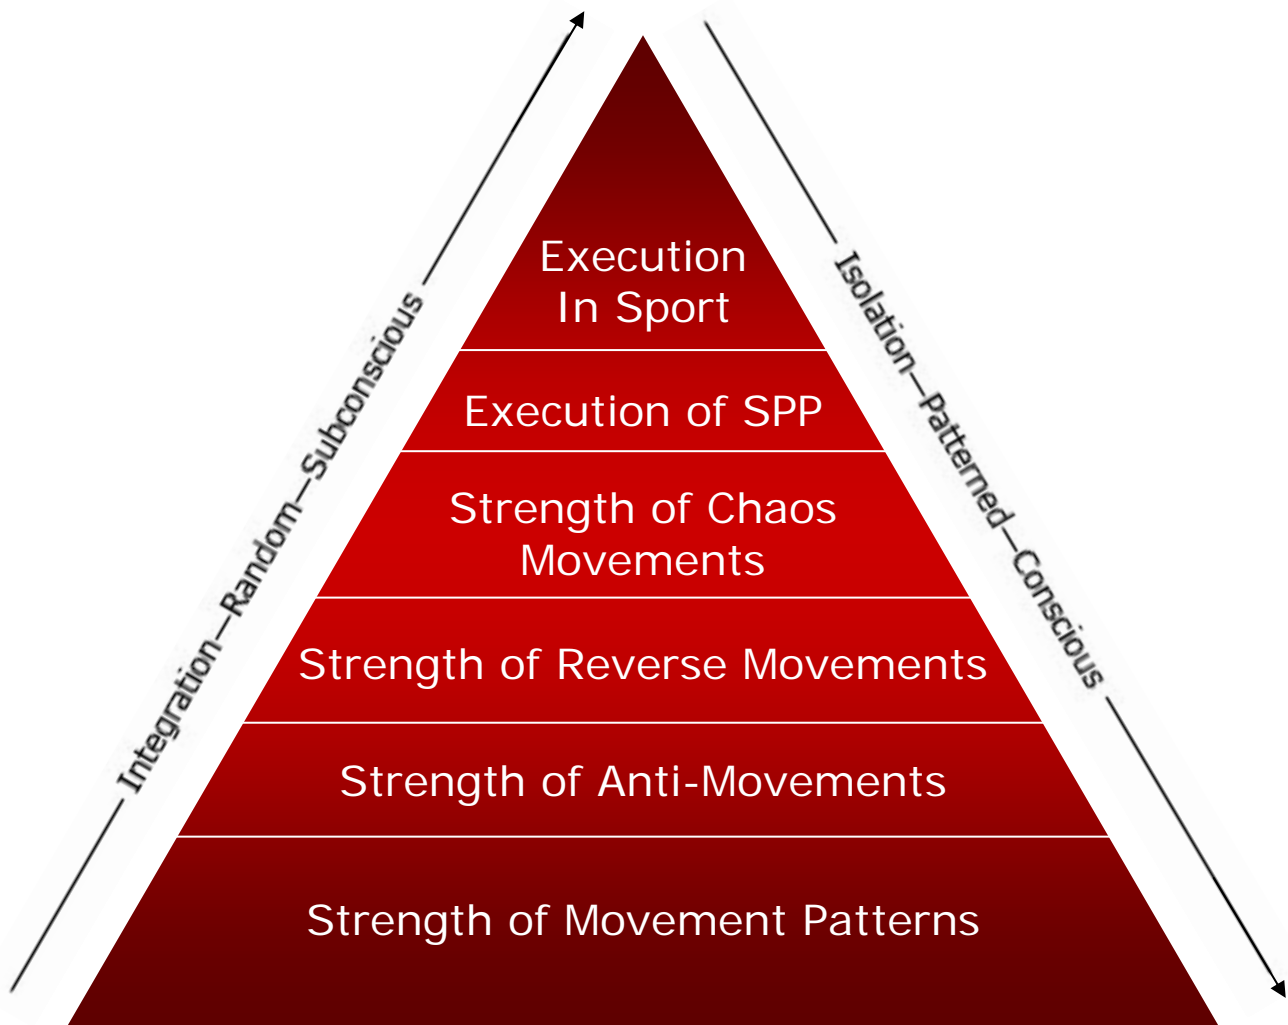 Execution
In Sport
Execution of SPP
Strength of Chaos
Movements
Strength of Reverse Movements
Strength of Anti-Movements
Strength of Movement Patterns
Integration—Random—Subconscious
Isolation—Patterned—Conscious